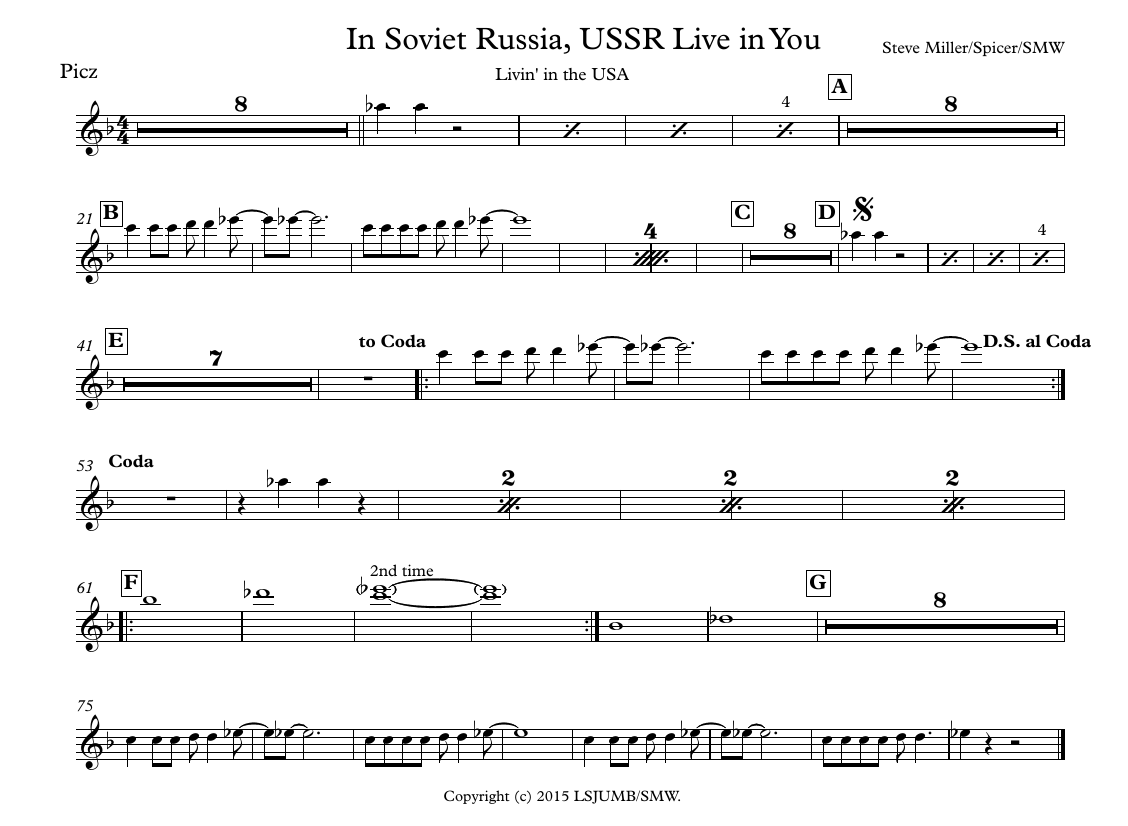 In Soviet Russia, USSR Live in You
Steve Miller/Spicer/SMW
Picz
Livin' in the USA
8 4 A 8
21 B 4 C 8 D 4
41 E 7 to Coda D.S. al Coda
53 Coda 2 2 2
61 F 2nd time G 8
75
Copyright (c) 2015 LSJUMB/SMW.